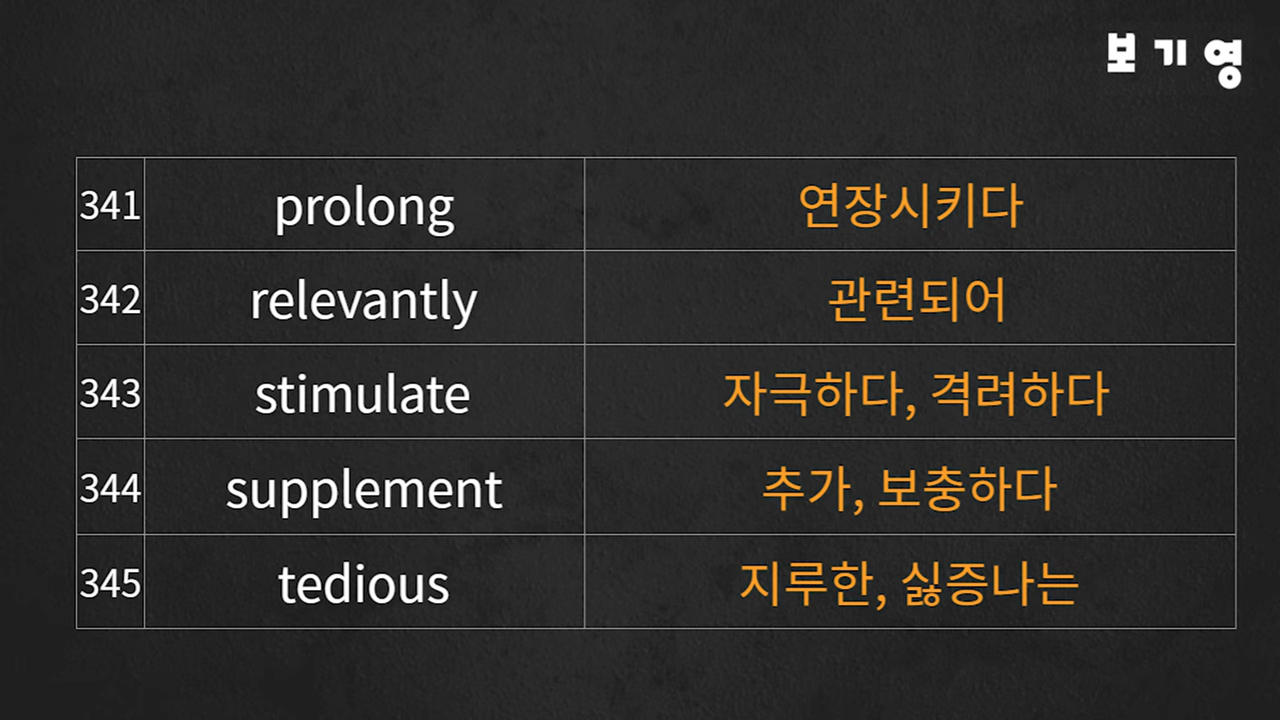 보기영
341 prolong 연장시키다
342 relevantly 관련되어
343 stimulate 자극하다, 격려하다
344 supplement 추가, 보충하다
345 tedious 지루한, 싫증나는